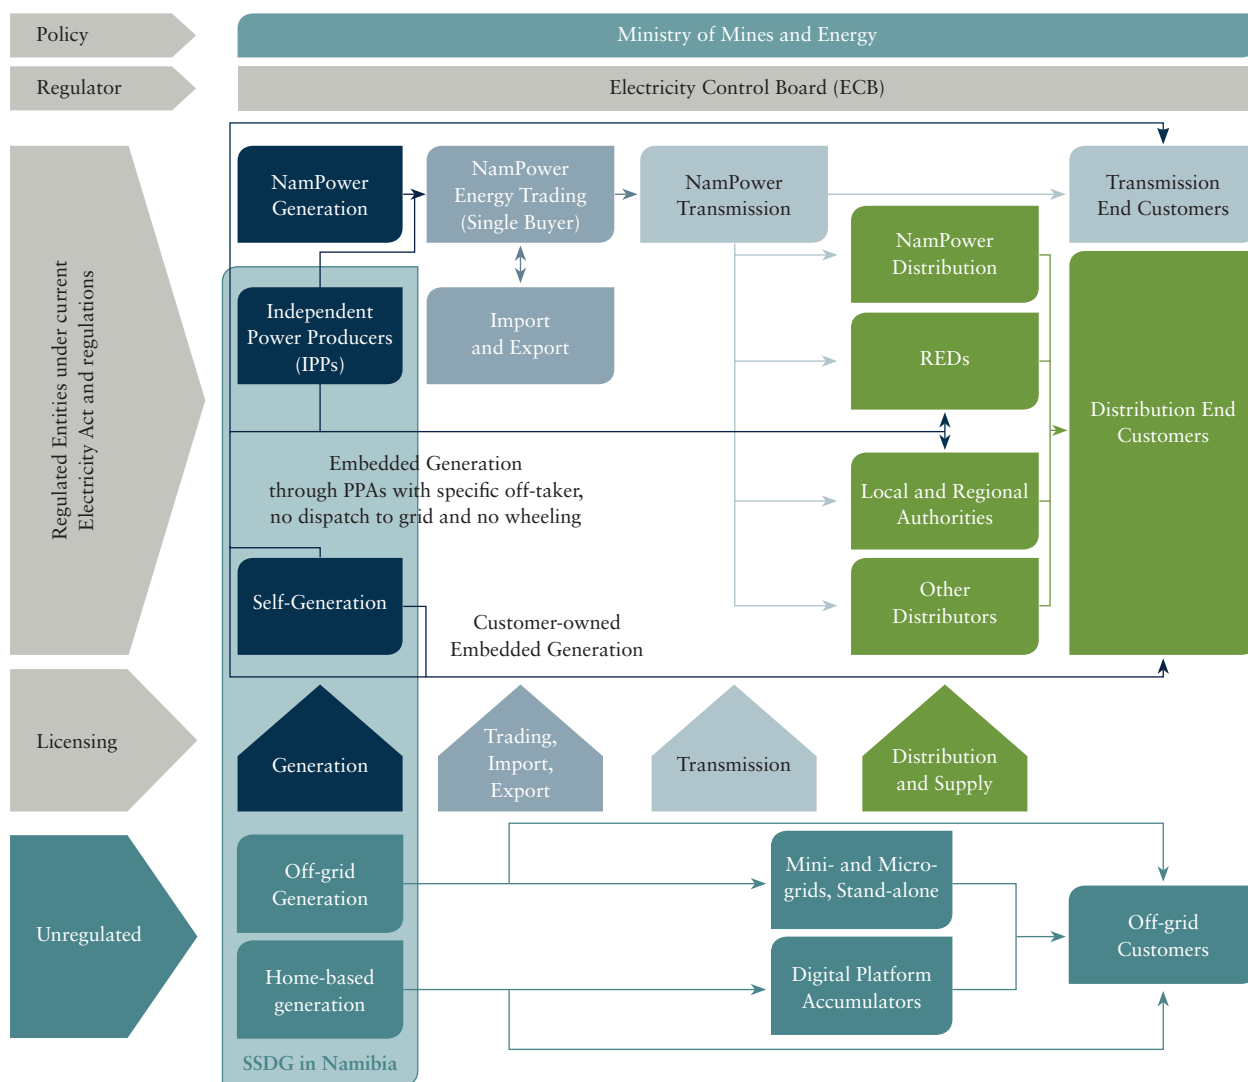 Policy
Ministry of Mines and Energy
Regulator
Electricity Control Board (ECB)
Regulated Entities under current
Electricity Act and regulations
NamPower
Generation
NamPower
Energy Trading
(Single Buyer)
NamPower
Transmission
Transmission
End Customers
NamPower
Distribution
Independent
Power Producers
(IPPs)
Import
and Export
REDs
Distribution End
Customers
Embedded Generation
through PPAs with specific off-taker,
no dispatch to grid and no wheeling
Local and Regional
Authorities
Self-Generation
Other
Distributors
Customer-owned
Embedded Generation
Licensing
Generation
Trading,
Import,
Export
Transmission
Distribution
and Supply
Unregulated
Off-grid
Generation
Mini- and Micro-
grids, Stand-alone
Off-grid
Customers
Home-based
generation
Digital Platform
Accumulators
SSDG in Namibia